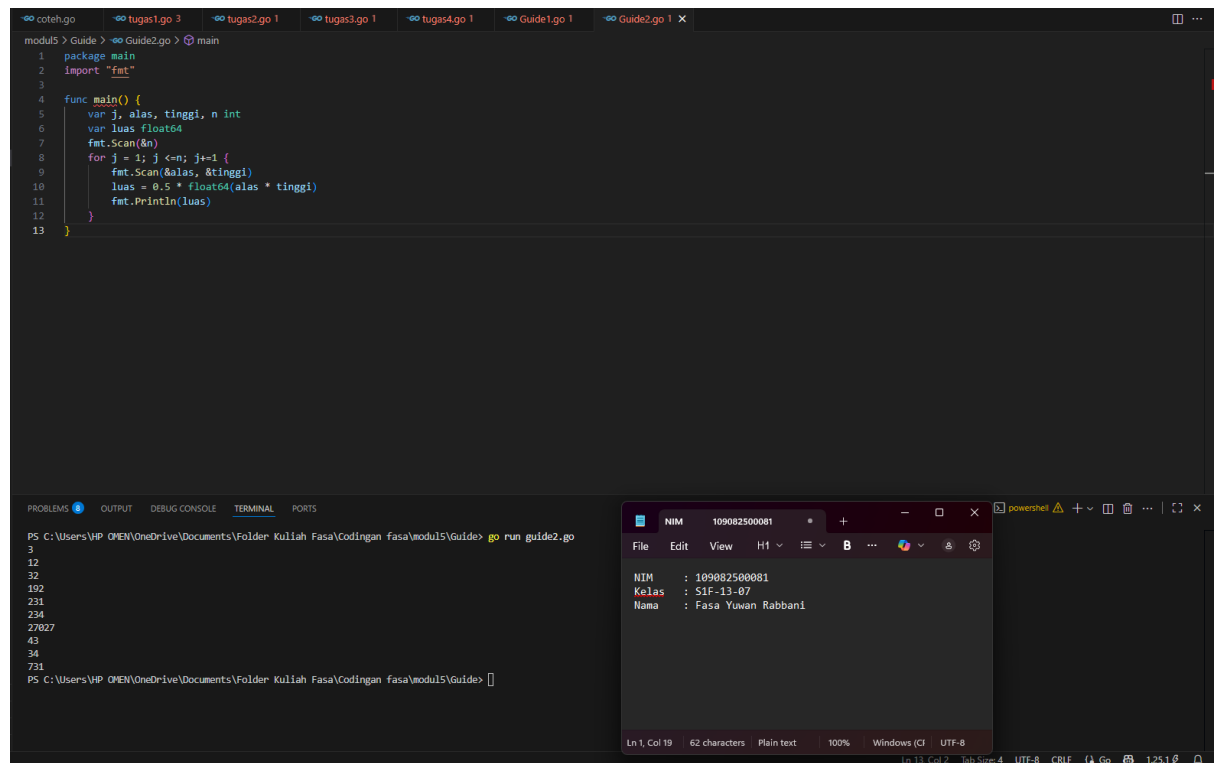 coteh.go tugas1.go 3 tugas2.go 1 tugas3.go 1 tugas4.go 1 Guide1.go 1 Guide2.go 1
modul5 > Guide > Guide2.go > main
1 package main
2 import "fmt"
3
4 func main() {
5 var j, alas, tinggi, n int
6 var luas float64
7 fmt.Scan(&n)
8 for j = 1; j <=n; j+=1 {
9 fmt.Scan(&alas, &tinggi)
10 luas = 0.5 * float64(alas * tinggi)
11 fmt.Println(luas)
12 }
13 }
PROBLEMS 8 OUTPUT DEBUG CONSOLE TERMINAL PORTS
powershell
PS C:\Users\HP OMEN\OneDrive\Documents\Folder Kuliah Fasa\Codingan fasa\modul5\Guide> go run guide2.go
3
12
32
192
231
234
27027
43
34
731
PS C:\Users\HP OMEN\OneDrive\Documents\Folder Kuliah Fasa\Codingan fasa\modul5\Guide>
NIM 109082500081
File Edit View H1 B
NIM : 109082500081
Kelas : S1F-13-07
Nama : Fasa Yuwan Rabbani
Ln 1, Col 19 62 characters Plain text 100% Windows (Cl UTF-8
Ln 13, Col 2 Tab Size: 4 UTF-8 CRLF Go 1.25.1